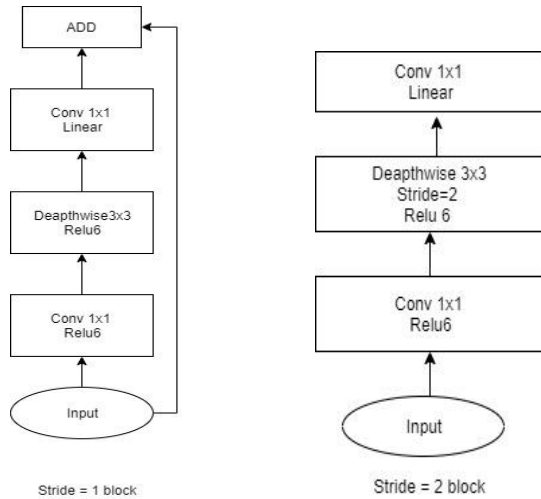 ADD
Conv 1x1
Linear
Deapthwise3x3
Relu6
Conv 1x1
Relu6
Input
Stride = 1 block
Conv 1x1
Linear
Deapthwise 3x3
Stride=2
Relu 6
Conv 1x1
Relu6
Input
Stride = 2 block